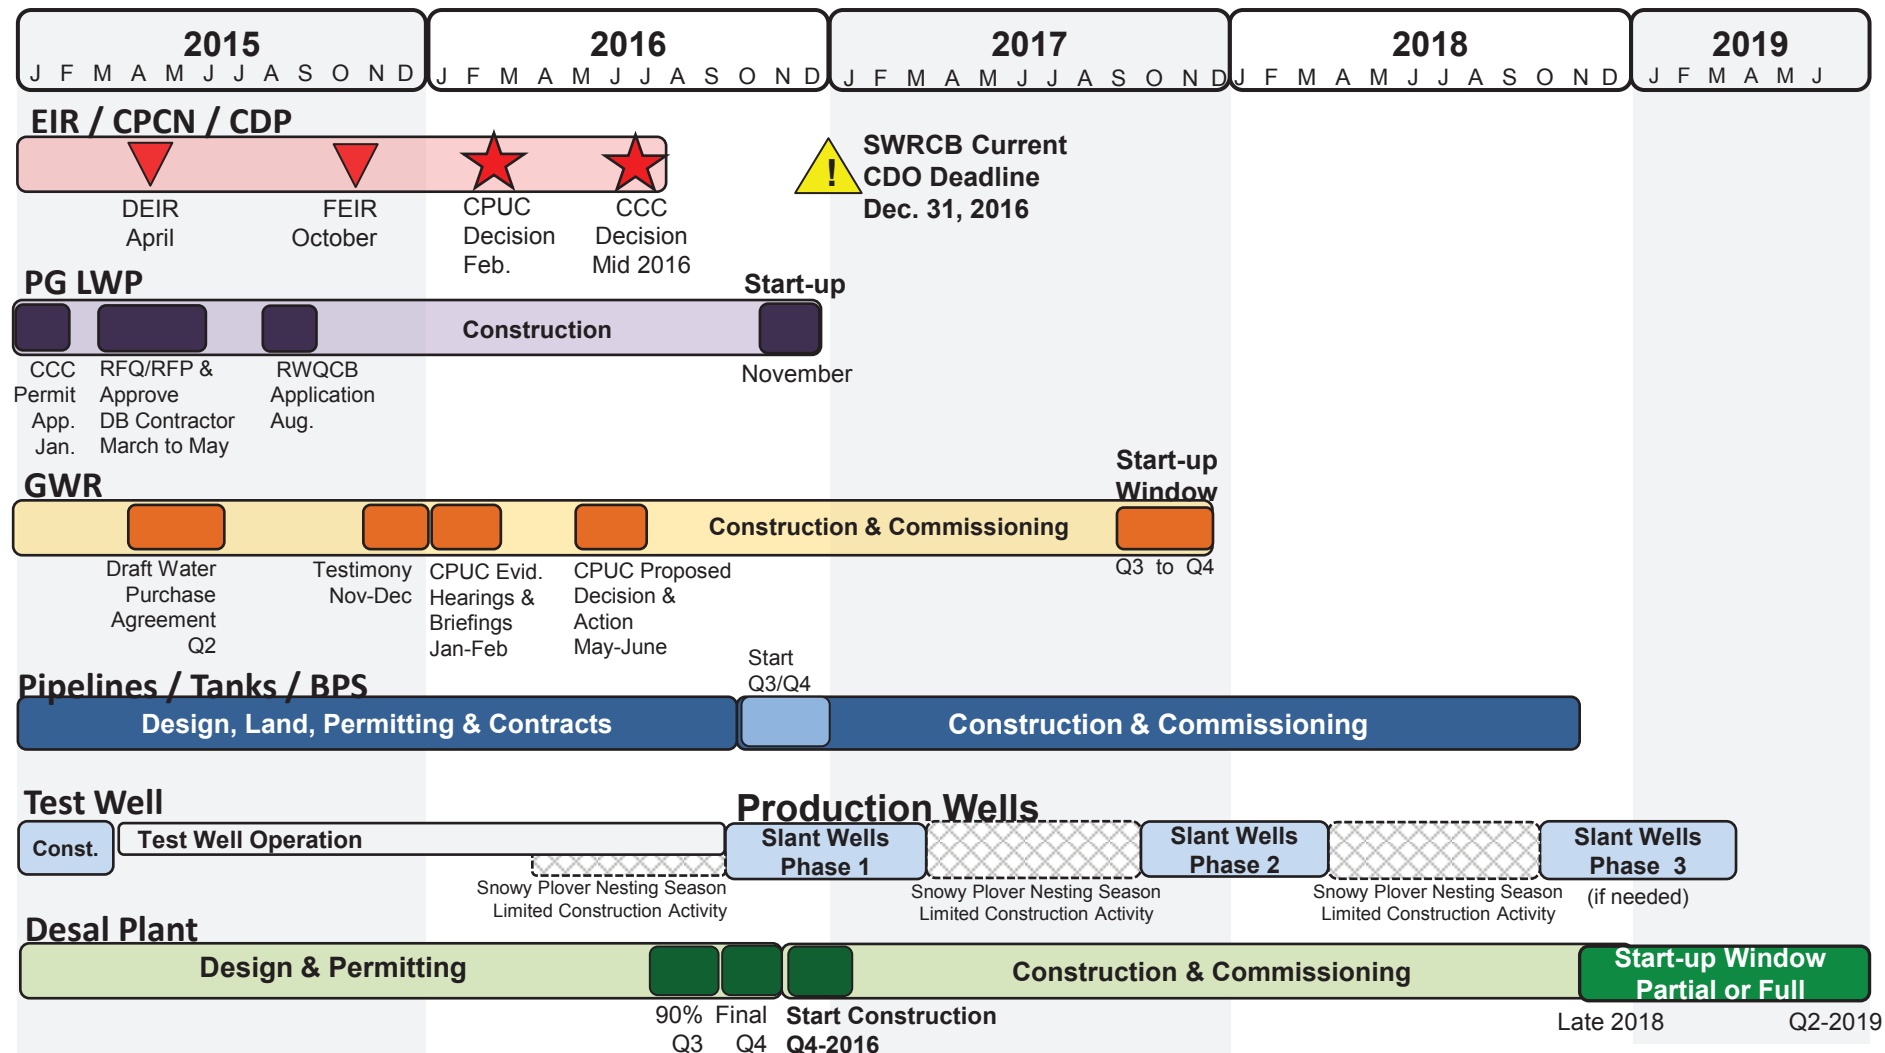 2015
2016
2017
2018
2019
J F M A M J J A S O N D
J F M A M J J A S O N D
J F M A M J J A S O N D
J F M A M J J A S O N D
J F M A M J
EIR / CPCN / CDP
DEIR
April
FEIR
October
CPUC
Decision
Feb.
CCC
Decision
Mid 2016
!
SWRCB Current
CDO Deadline
Dec. 31, 2016
PG LWP
Start-up
Construction
CCC
Permit
App.
Jan.
RFQ/RFP &
Approve
DB Contractor
March to May
RWQCB
Application
Aug.
November
GWR
Start-up
Window
Construction & Commissioning
Draft Water
Purchase
Agreement
Q2
Testimony
Nov-Dec
CPUC Evid.
Hearings &
Briefings
Jan-Feb
CPUC Proposed
Decision &
Action
May-June
Q3 to Q4
Pipelines / Tanks / BPS
Start
Q3/Q4
Design, Land, Permitting & Contracts
Construction & Commissioning
Test Well
Production Wells
Const.
Test Well Operation
Slant Wells
Phase 1
Slant Wells
Phase 2
Slant Wells
Phase 3
(if needed)
Snowy Plover Nesting Season
Limited Construction Activity
Snowy Plover Nesting Season
Limited Construction Activity
Snowy Plover Nesting Season
Limited Construction Activity
Desal Plant
Design & Permitting
Construction & Commissioning
Start-up Window
Partial or Full
90%
Q3
Final
Q4
Start Construction
Q4-2016
Late 2018
Q2-2019